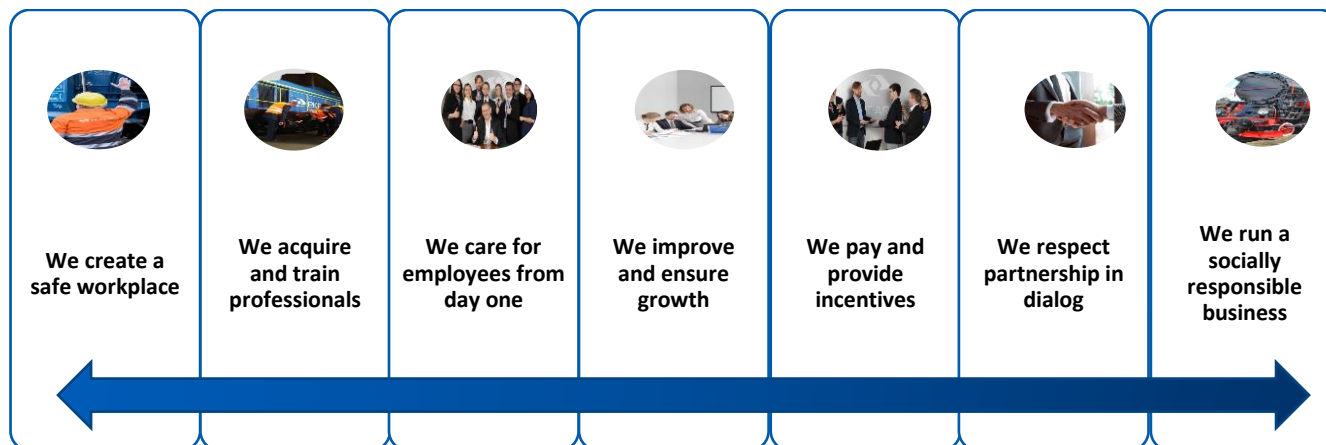 We create a
safe workplace
We acquire
and train
professionals
We care for
employees from
day one
We improve
and ensure
growth
We pay and
provide
incentives
We respect
partnership in
dialog
We run a
socially
responsible
business